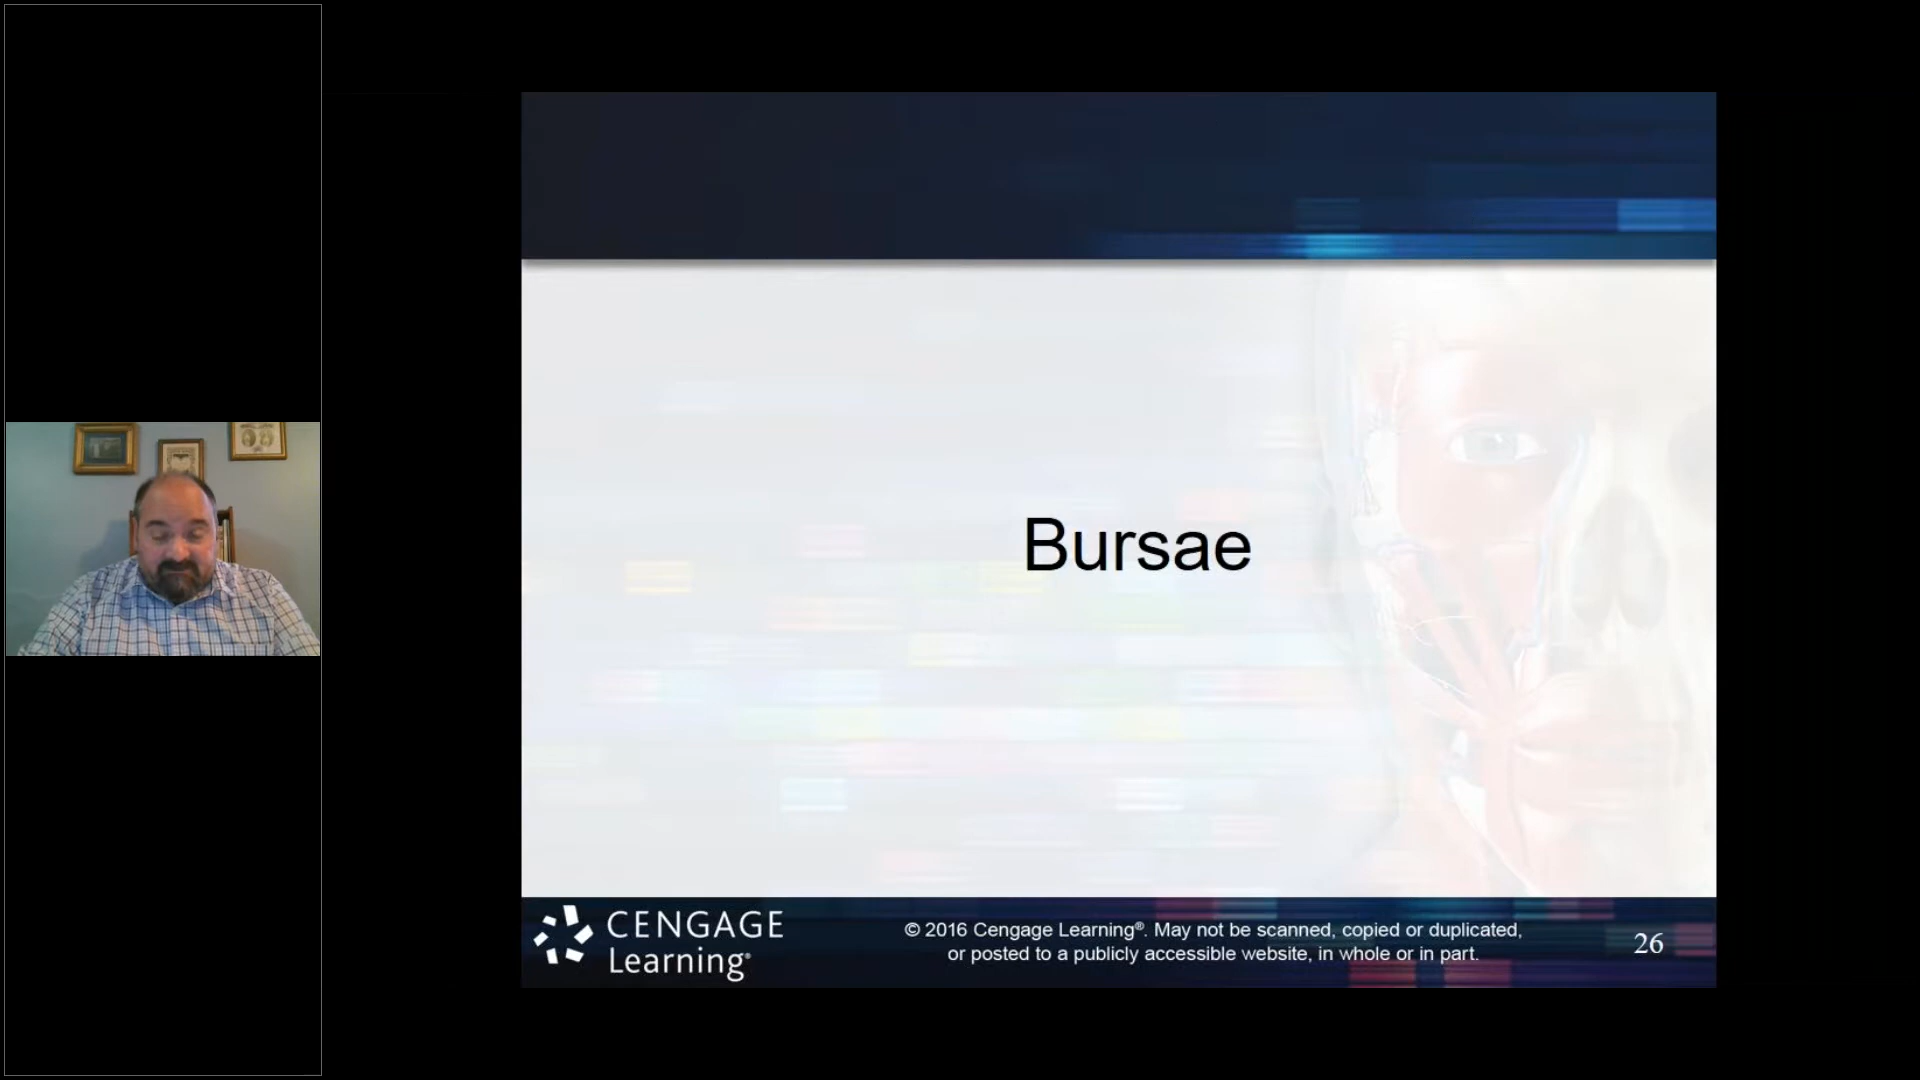 Bursae
CENGAGE
Learning®
© 2016 Cengage Learning®. May not be scanned, copied or duplicated,
or posted to a publicly accessible website, in whole or in part.
26